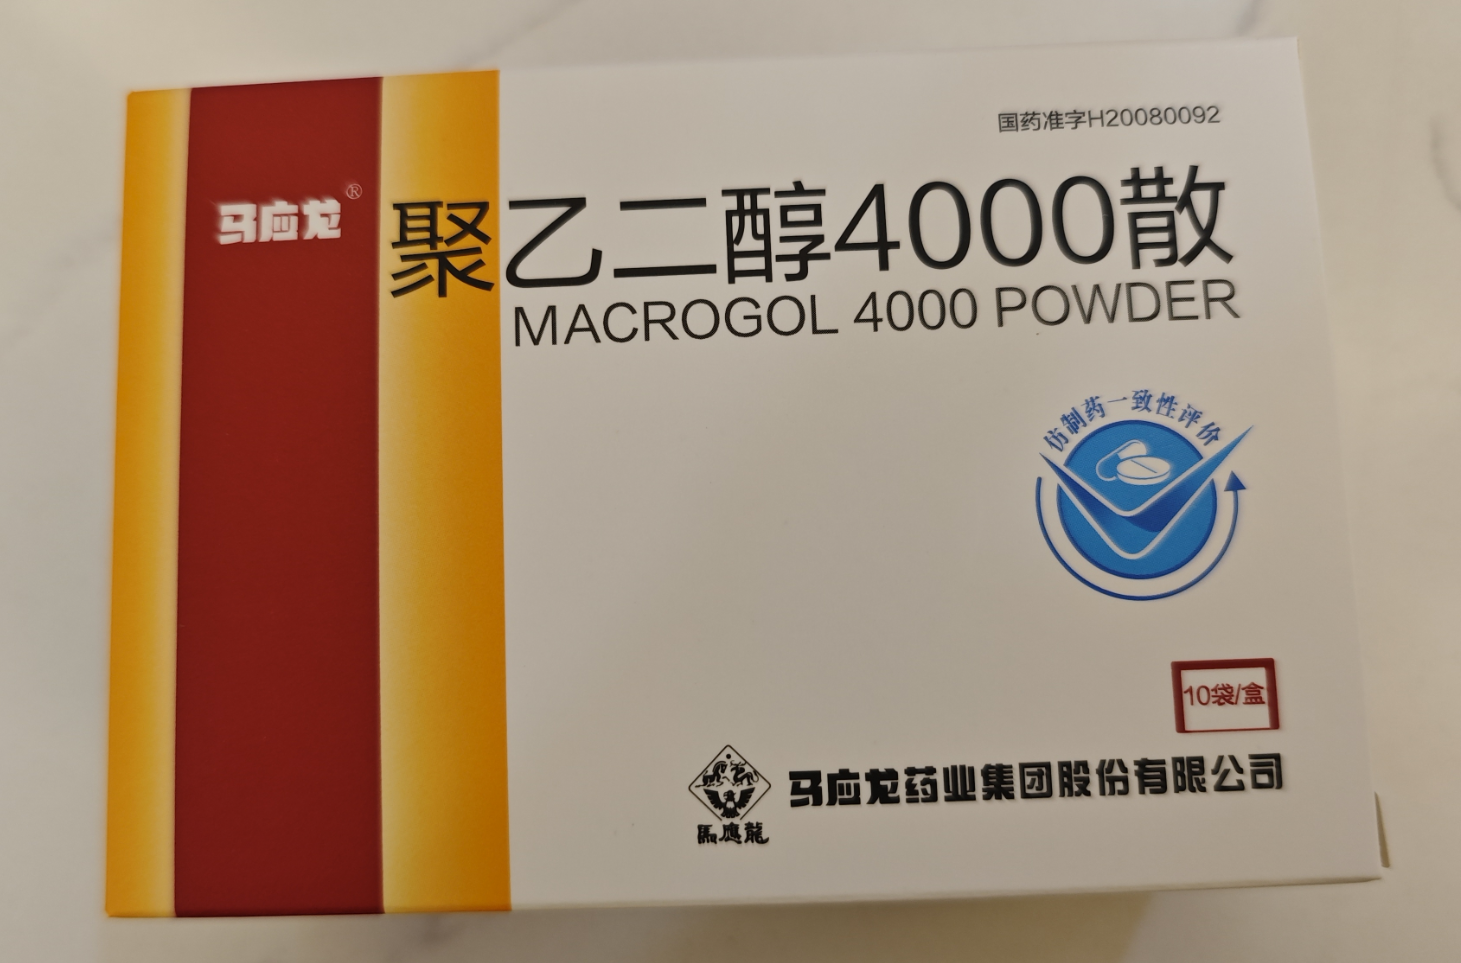 国药准字H20080092
马应龙®
聚乙二醇4000散
MACROGOL 4000 POWDER
仿制药一致性评价
10袋/盒
馬應龍
马应龙药业集团股份有限公司